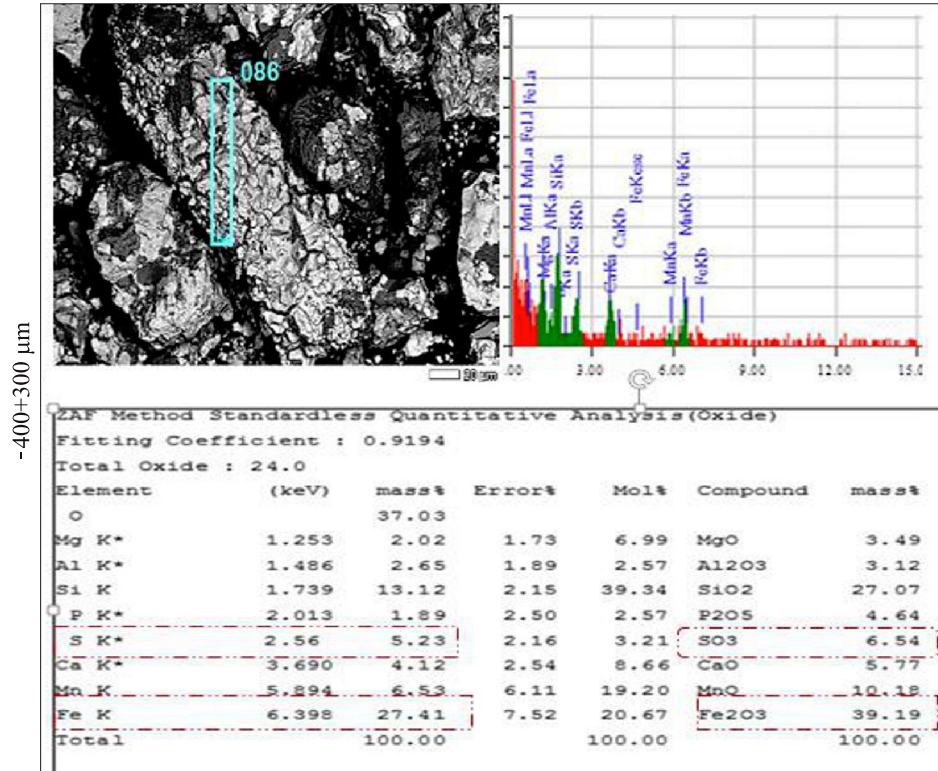 -400+300 µm
086
20 µm
MnLl MnLa FeLl FeLa
MgKa
AlKa
SiKa
SKa
SKb
CaKa
CaKb
FeKesc
MnKa
MnKb FeKa
FeKb
.00 3.00 6.00 9.00 12.00 15.0
ZAF Method Standardless Quantitative Analysis(Oxide)
Fitting Coefficient : 0.9194
Total Oxide : 24.0
Element (keV) mass% Error% Mol% Compound mass%
O 37.03
Mg K* 1.253 2.02 1.73 6.99 MgO 3.49
Al K* 1.486 2.65 1.89 2.57 Al2O3 3.12
Si K 1.739 13.12 2.15 39.34 SiO2 27.07
P K* 2.013 1.89 2.50 2.57 P2O5 4.64
S K* 2.56 5.23 2.16 3.21 SO3 6.54
Ca K* 3.690 4.12 2.54 8.66 CaO 5.77
Mn K 5.894 6.53 6.11 19.20 MnO 10.18
Fe K 6.398 27.41 7.52 20.67 Fe2O3 39.19
Total 100.00 100.00 100.00